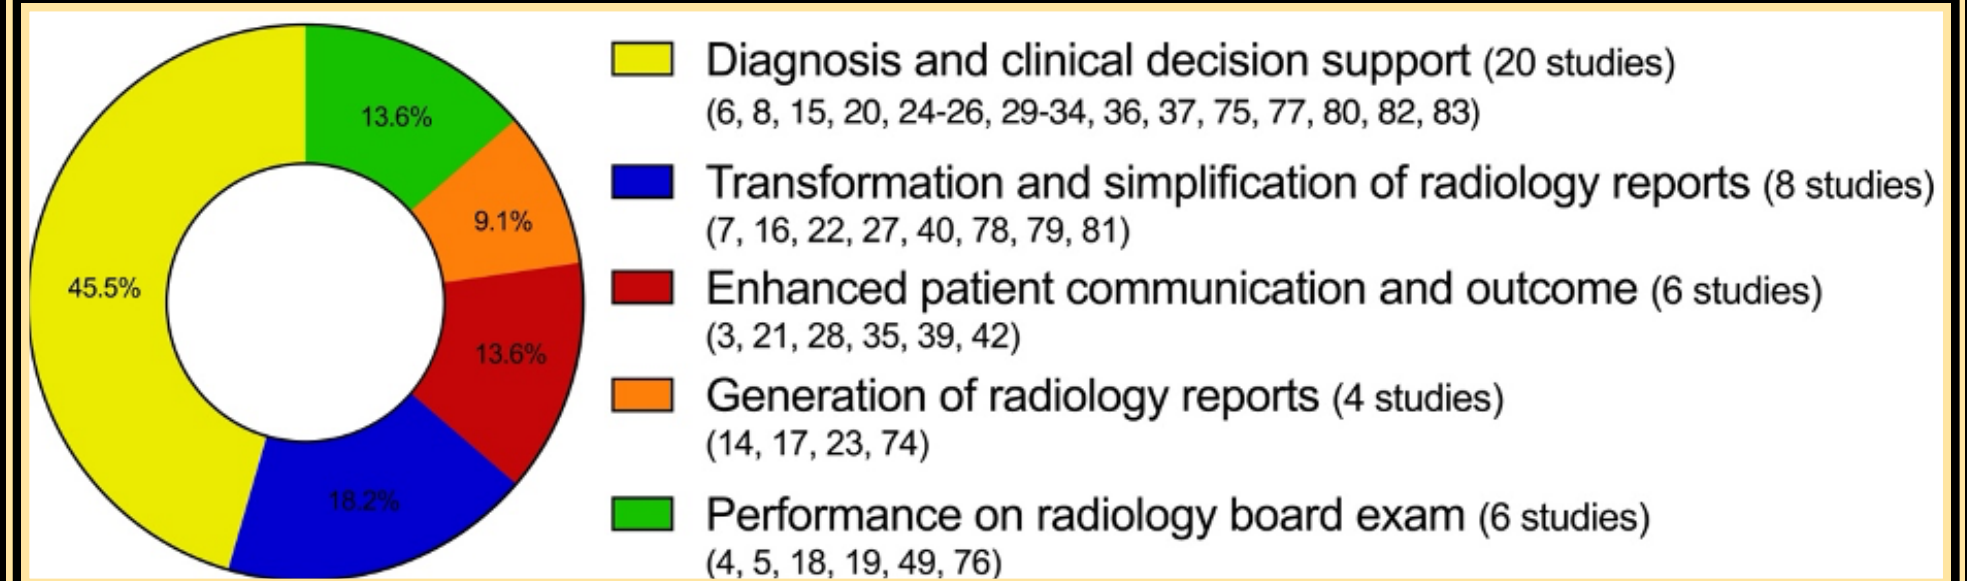 13.6%
9.1%
45.5%
13.6%
18.2%
Diagnosis and clinical decision support (20 studies)
(6, 8, 15, 20, 24-26, 29-34, 36, 37, 75, 77, 80, 82, 83)
Transformation and simplification of radiology reports (8 studies)
(7, 16, 22, 27, 40, 78, 79, 81)
Enhanced patient communication and outcome (6 studies)
(3, 21, 28, 35, 39, 42)
Generation of radiology reports (4 studies)
(14, 17, 23, 74)
Performance on radiology board exam (6 studies)
(4, 5, 18, 19, 49, 76)